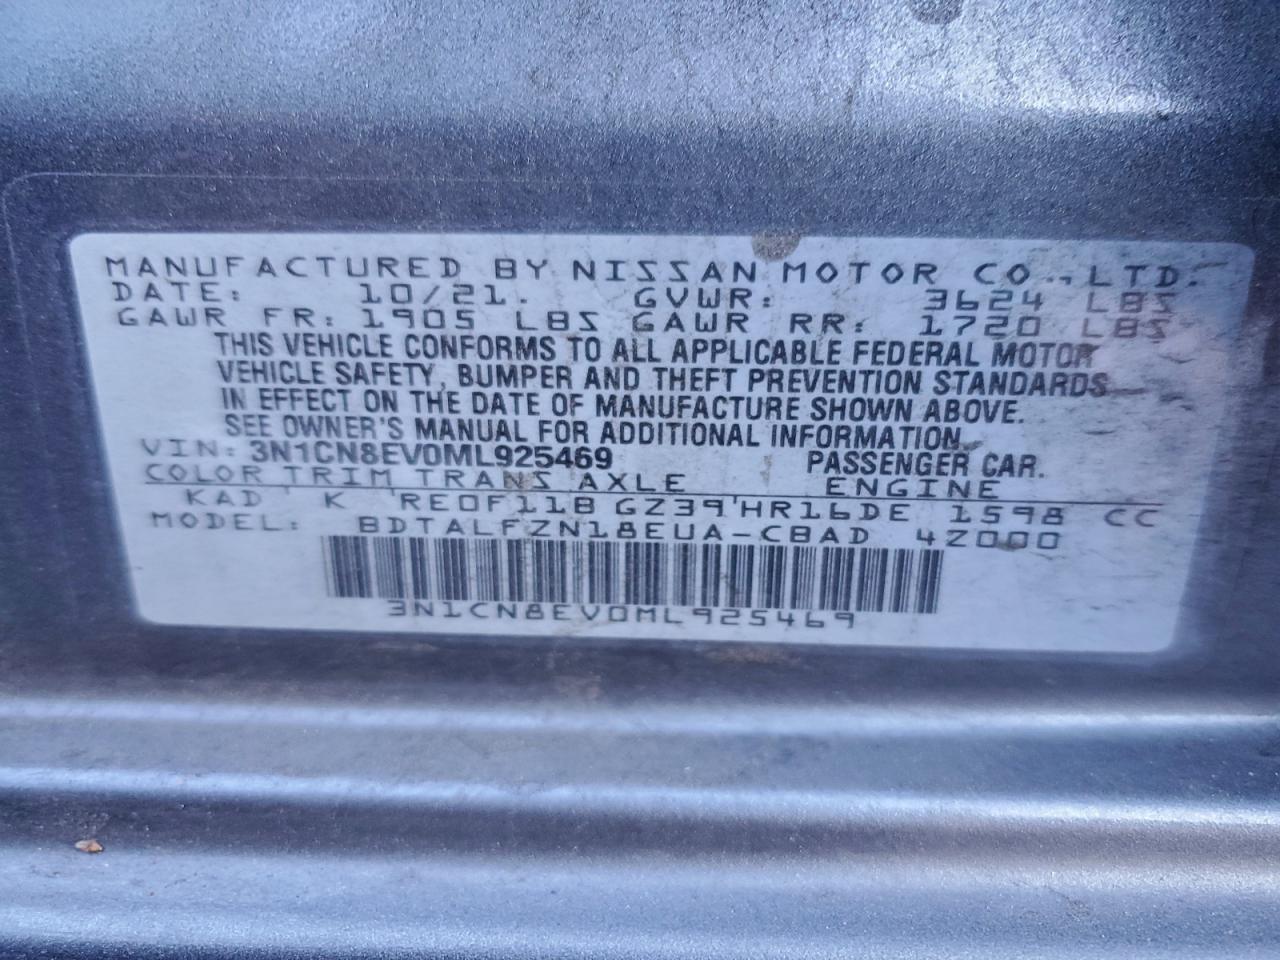 MANUFACTURED BY NISSAN MOTOR CO., LTD.
DATE: 10/21. GVWR: 3624 LBS
GAWR FR: 1905 LBS GAWR RR: 1720 LBS
THIS VEHICLE CONFORMS TO ALL APPLICABLE FEDERAL MOTOR
VEHICLE SAFETY, BUMPER AND THEFT PREVENTION STANDARDS
IN EFFECT ON THE DATE OF MANUFACTURE SHOWN ABOVE.
SEE OWNER'S MANUAL FOR ADDITIONAL INFORMATION.
VIN: 3N1CN8EV0ML925469 PASSENGER CAR.
COLOR TRIM TRANS AXLE ENGINE
KAD K RE0F11B GZ39 HR16DE 1598 CC
MODEL: BDTALFZN18EUA-CBAD 42000
3N1CN8EV0ML925469